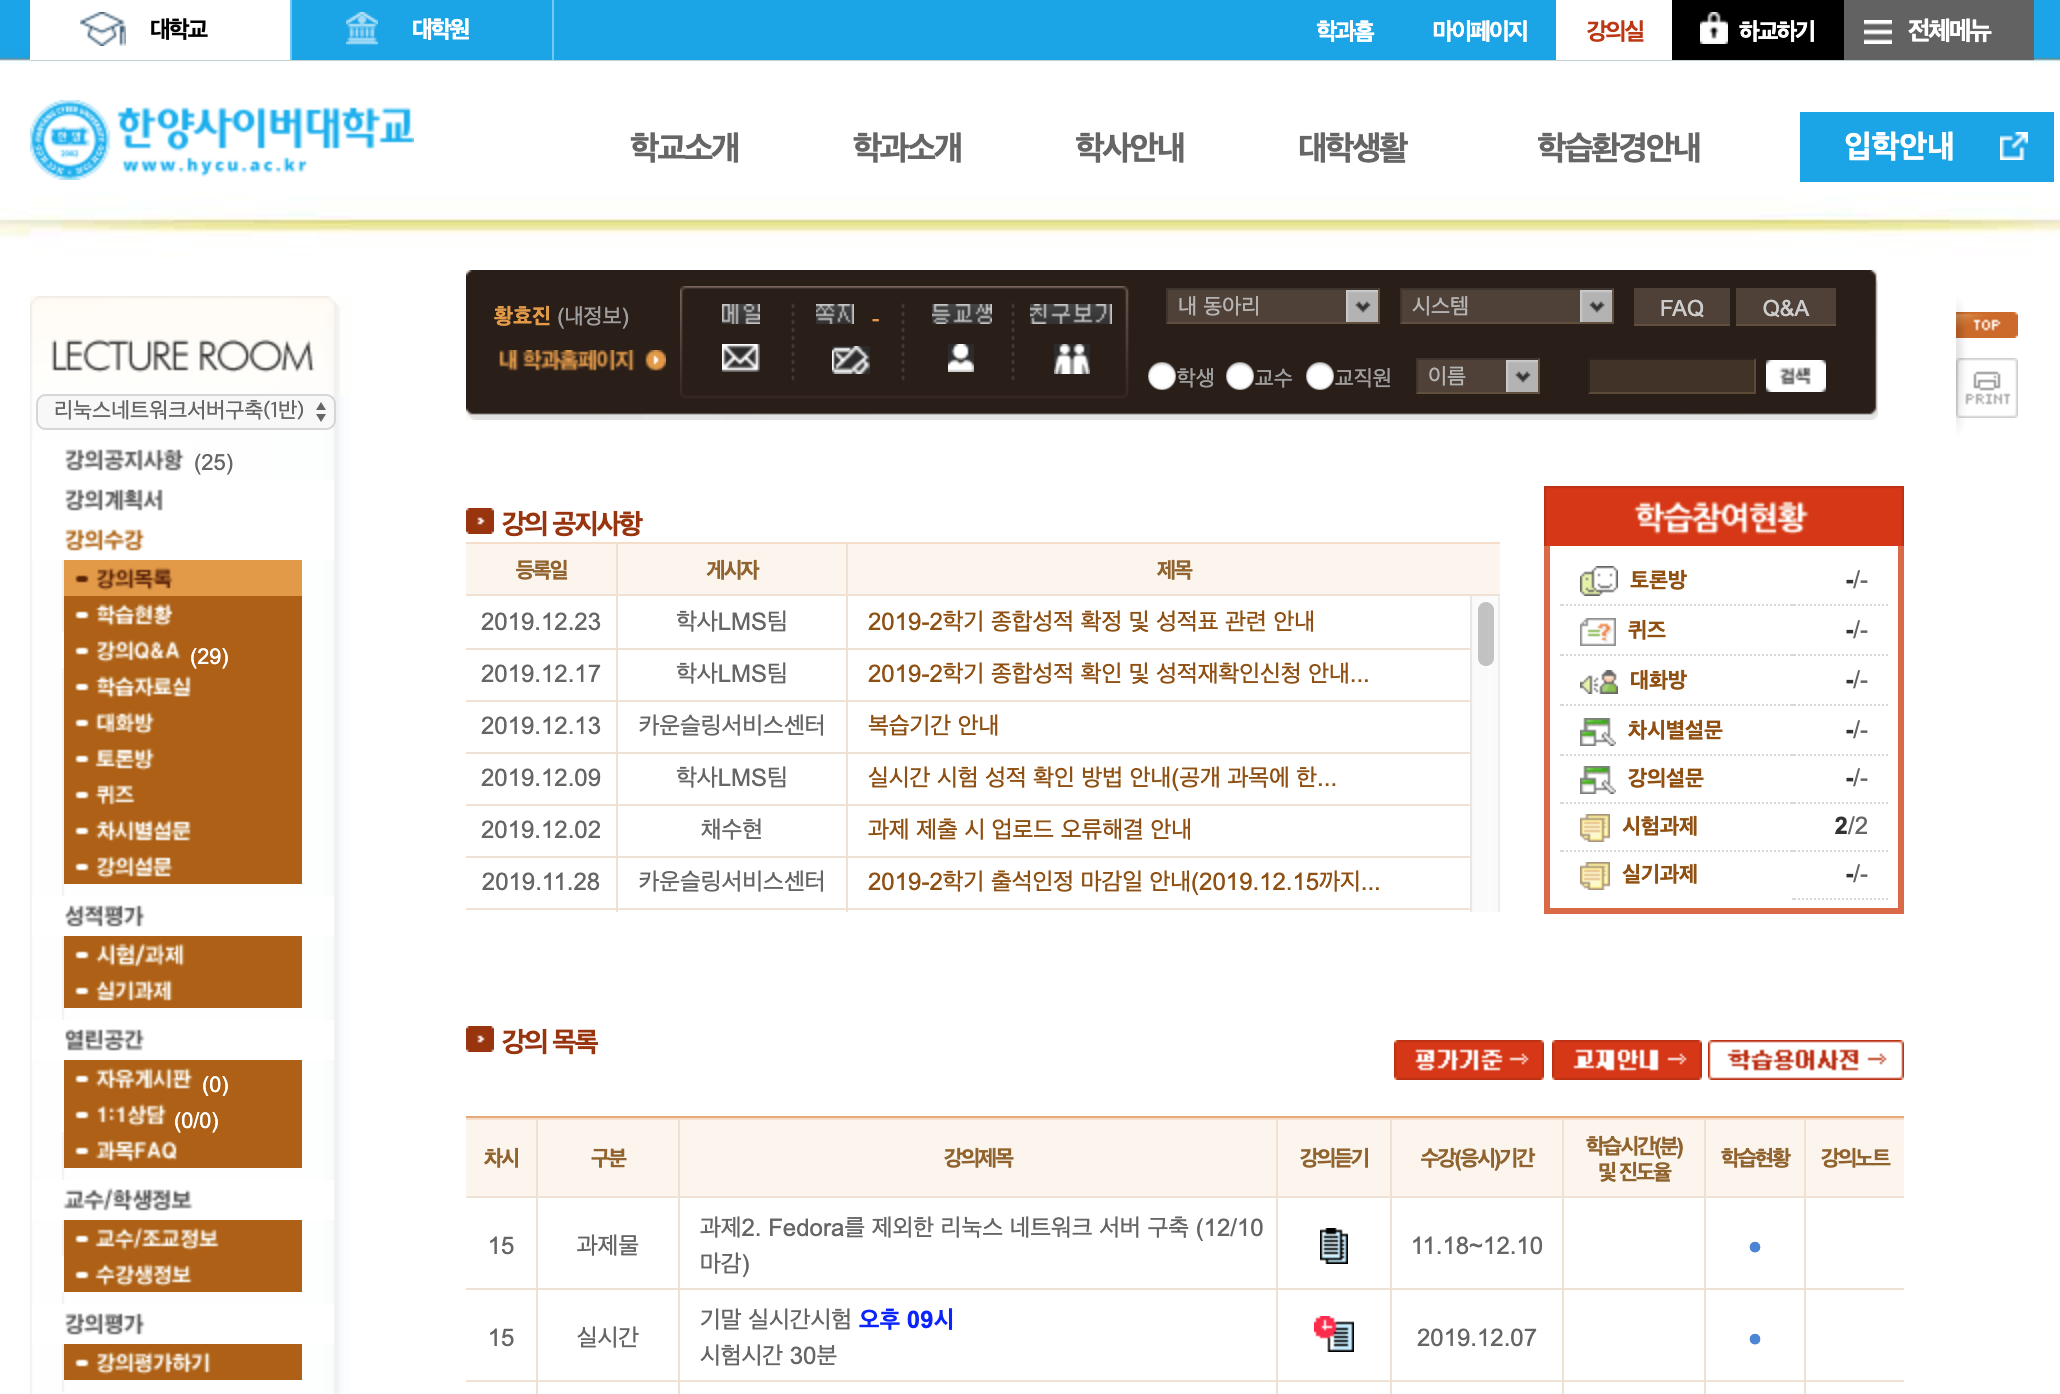 대학교
대학원
학과홈
마이페이지
강의실
하교하기
전체메뉴
한양사이버대학교
www.hycu.ac.kr
학교소개
학과소개
학사안내
대학생활
학습환경안내
입학안내
LECTURE ROOM
리눅스네트워크서버구축(1반)
강의공지사항 (25)
강의계획서
강의수강
강의목록
학습현황
강의Q&A (29)
학습자료실
대화방
토론방
퀴즈
차시별설문
강의설문
성적평가
시험/과제
실기과제
열린공간
자유게시판 (0)
1:1상담 (0/0)
과목FAQ
교수/학생정보
교수/조교정보
수강생정보
강의평가
강의평가하기
황효진 (내정보)
내 학과홈페이지
메일
쪽지 -
등교생
친구보기
내 동아리
시스템
FAQ
Q&A
학생
교수
교직원
이름
검색
TOP
PRINT
강의 공지사항
등록일 게시자 제목
2019.12.23 학사LMS팀 2019-2학기 종합성적 확정 및 성적표 관련 안내
2019.12.17 학사LMS팀 2019-2학기 종합성적 확인 및 성적재확인신청 안내...
2019.12.13 카운슬링서비스센터 복습기간 안내
2019.12.09 학사LMS팀 실시간 시험 성적 확인 방법 안내(공개 과목에 한...
2019.12.02 채수현 과제 제출 시 업로드 오류해결 안내
2019.11.28 카운슬링서비스센터 2019-2학기 출석인정 마감일 안내(2019.12.15까지...
학습참여현황
토론방 -/-
퀴즈 -/-
대화방 -/-
차시별설문 -/-
강의설문 -/-
시험과제 2/2
실기과제 -/-
강의 목록
평가기준 →
교재안내 →
학습용어사전 →
차시 구분 강의제목 강의듣기 수강(응시)기간 학습시간(분) 및 진도율 학습현황 강의노트
15 과제물 과제2. Fedora를 제외한 리눅스 네트워크 서버 구축 (12/10
마감)
11.18~12.10
15 실시간 기말 실시간시험 오후 09시
시험시간 30분
2019.12.07